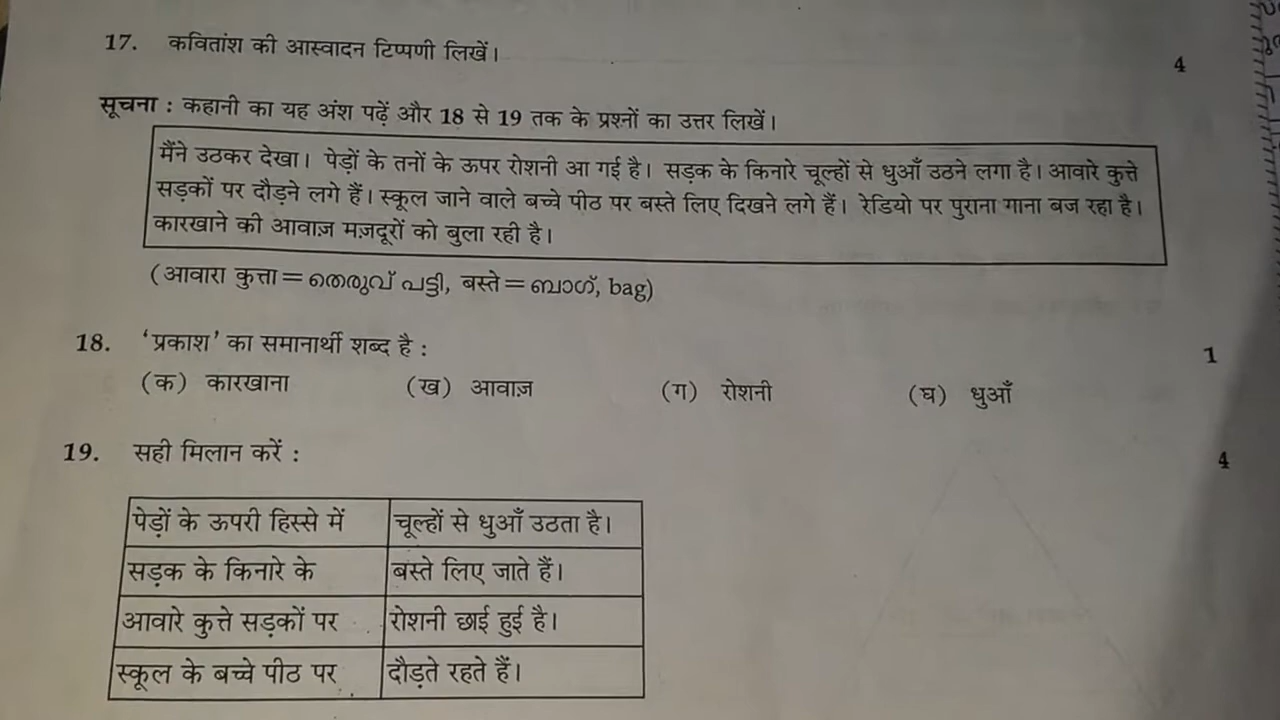 17. कवितांश की आस्वादन टिप्पणी लिखें। 4
सूचना : कहानी का यह अंश पढ़ें और 18 से 19 तक के प्रश्नों का उत्तर लिखें।
मैंने उठकर देखा। पेड़ों के तनों के ऊपर रोशनी आ गई है। सड़क के किनारे चूल्हों से धुआँ उठने लगा है। आवारे कुत्ते
सड़कों पर दौड़ने लगे हैं। स्कूल जाने वाले बच्चे पीठ पर बस्ते लिए दिखने लगे हैं। रेडियो पर पुराना गाना बज रहा है।
कारखाने की आवाज़ मज़दूरों को बुला रही है।
(आवारा कुत्ता = തെരുവ് പട്ടി, बस्ते = ബാഗ്, bag)
18. ‘प्रकाश’ का समानार्थी शब्द है : 1
(क) कारखाना (ख) आवाज़ (ग) रोशनी (घ) धुआँ
19. सही मिलान करें : 4
पेड़ों के ऊपरी हिस्से में चूल्हों से धुआँ उठता है।
सड़क के किनारे के बस्ते लिए जाते हैं।
आवारे कुत्ते सड़कों पर रोशनी छाई हुई है।
स्कूल के बच्चे पीठ पर दौड़ते रहते हैं।